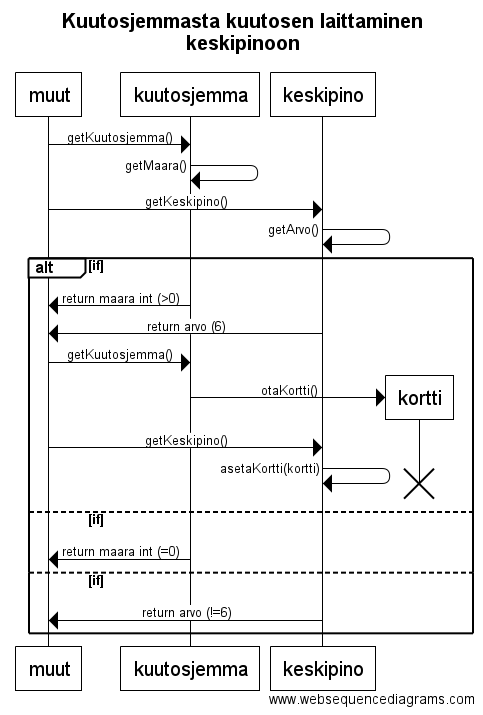 Kuutosjemmasta kuutosen laittaminen
keskipinoon
muut
kuutosjemma
keskipino
getKuutosjemma()
getMaara()
getKeskipino()
getArvo()
alt
[if]
return maara int (>0)
return arvo (6)
getKuutosjemma()
otaKortti()
kortti
getKeskipino()
asetaKortti(kortti)
[if]
return maara int (=0)
[if]
return arvo (!=6)
muut
kuutosjemma
keskipino
www.websequencediagrams.com